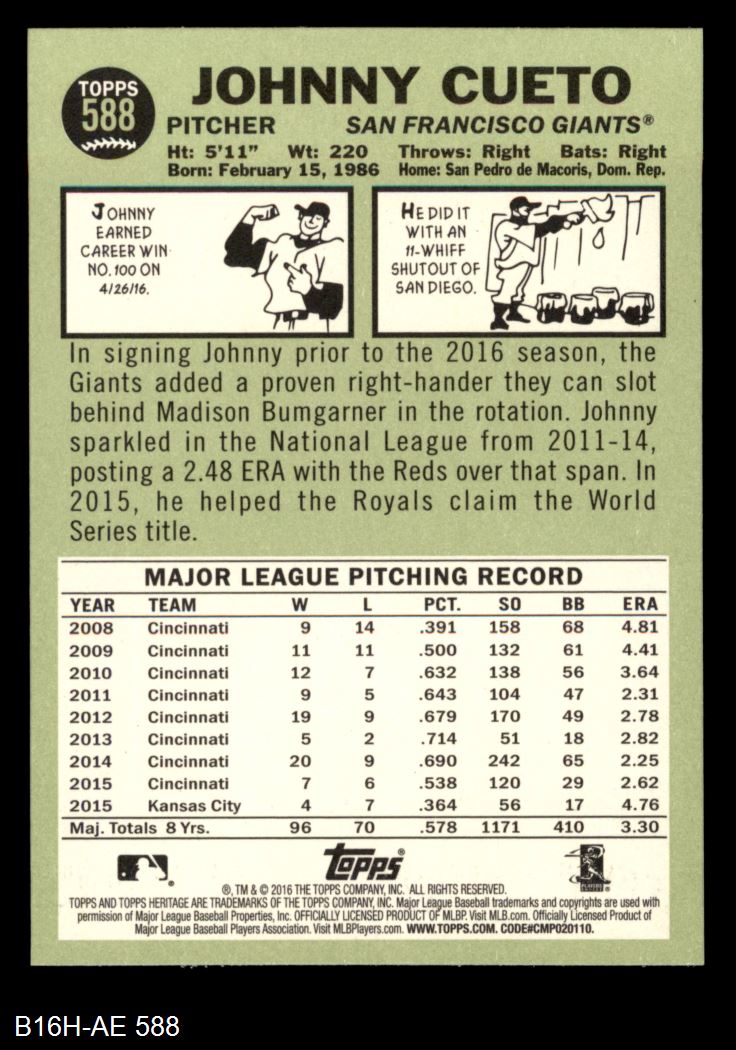 TOPPS
588
JOHNNY CUETO
PITCHER SAN FRANCISCO GIANTS®
Ht: 5'11" Wt: 220 Throws: Right Bats: Right
Born: February 15, 1986 Home: San Pedro de Macoris, Dom. Rep.
JOHNNY
EARNED
CAREER WIN
NO. 100 ON
4/26/16.
HE DID IT
WITH AN
11-WHIFF
SHUTOUT OF
SAN DIEGO.
In signing Johnny prior to the 2016 season, the
Giants added a proven right-hander they can slot
behind Madison Bumgarner in the rotation. Johnny
sparkled in the National League from 2011-14,
posting a 2.48 ERA with the Reds over that span. In
2015, he helped the Royals claim the World
Series title.
MAJOR LEAGUE PITCHING RECORD
YEAR TEAM W L PCT. SO BB ERA
2008 Cincinnati 9 14 .391 158 68 4.81
2009 Cincinnati 11 11 .500 132 61 4.41
2010 Cincinnati 12 7 .632 138 56 3.64
2011 Cincinnati 9 5 .643 104 47 2.31
2012 Cincinnati 19 9 .679 170 49 2.78
2013 Cincinnati 5 2 .714 51 18 2.82
2014 Cincinnati 20 9 .690 242 65 2.25
2015 Cincinnati 7 6 .538 120 29 2.62
2015 Kansas City 4 7 .364 56 17 4.76
Maj. Totals 8 Yrs. 96 70 .578 1171 410 3.30
Topps®
PLAYERS
®, TM & © 2016 THE TOPPS COMPANY, INC. ALL RIGHTS RESERVED.
TOPPS AND TOPPS HERITAGE ARE TRADEMARKS OF THE TOPPS COMPANY, INC. Major League Baseball trademarks and copyrights are used with
permission of Major League Baseball Properties, Inc. OFFICIALLY LICENSED PRODUCT OF MLBP. Visit MLB.com. Officially Licensed Product of
Major League Baseball Players Association. Visit MLBPlayers.com. WWW.TOPPS.COM. CODE#CMP020110.
B16H-AE 588